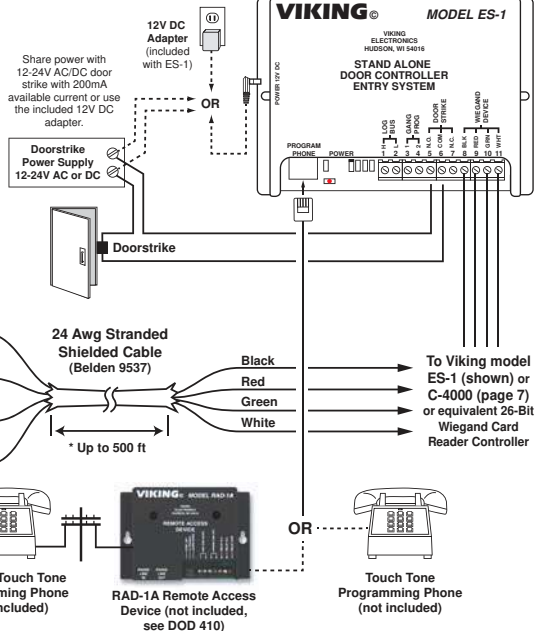 12V DC
Adapter
(included
with ES-1)
Share power with
12-24V AC/DC door
strike with 200mA
available current or use
the included 12V DC
adapter.
OR
Doorstrike
Power Supply
12-24V AC or DC
Doorstrike
VIKING©
MODEL ES-1
VIKING
ELECTRONICS
HUDSON, WI 54016
STAND ALONE
DOOR CONTROLLER
ENTRY SYSTEM
POWER 12V DC
PROGRAM
PHONE
POWER
LOG
BUS
GANG
PROG
DOOR
STRIKE
WIEGAND
DEVICE
H L 1 2 N.O. COM N.C. BLK RED GRN WHT
1 2 3 4 5 6 7 8 9 10 11
24 Awg Stranded
Shielded Cable
(Belden 9537)
* Up to 500 ft
Black
Red
Green
White
To Viking model
ES-1 (shown) or
C-4000 (page 7)
or equivalent 26-Bit
Wiegand Card
Reader Controller
Touch Tone
ming Phone
ncluded)
VIKING© MODEL RAD-1A
REMOTE ACCESS
DEVICE
RAD-1A Remote Access
Device (not included,
see DOD 410)
OR
Touch Tone
Programming Phone
(not included)